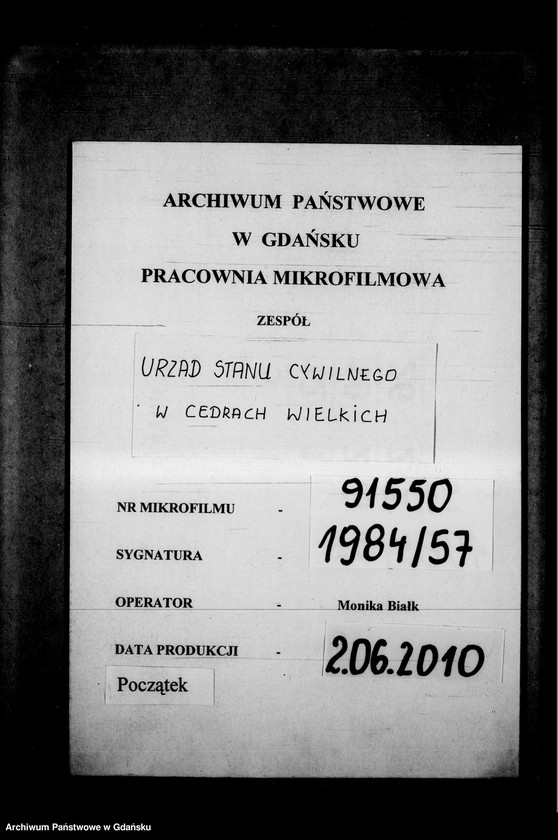 ARCHIWUM PAŃSTWOWE
W GDAŃSKU
PRACOWNIA MIKROFILMOWA
ZESPÓŁ
URZĄD STANU CYWILNEGO
W CEDRACH WIELKICH
NR MIKROFILMU - 91550
SYGNATURA - 1984/57
OPERATOR - Monika Białk
DATA PRODUKCJI - 2.06.2010
Początek
Archiwum Państwowe w Gdańsku